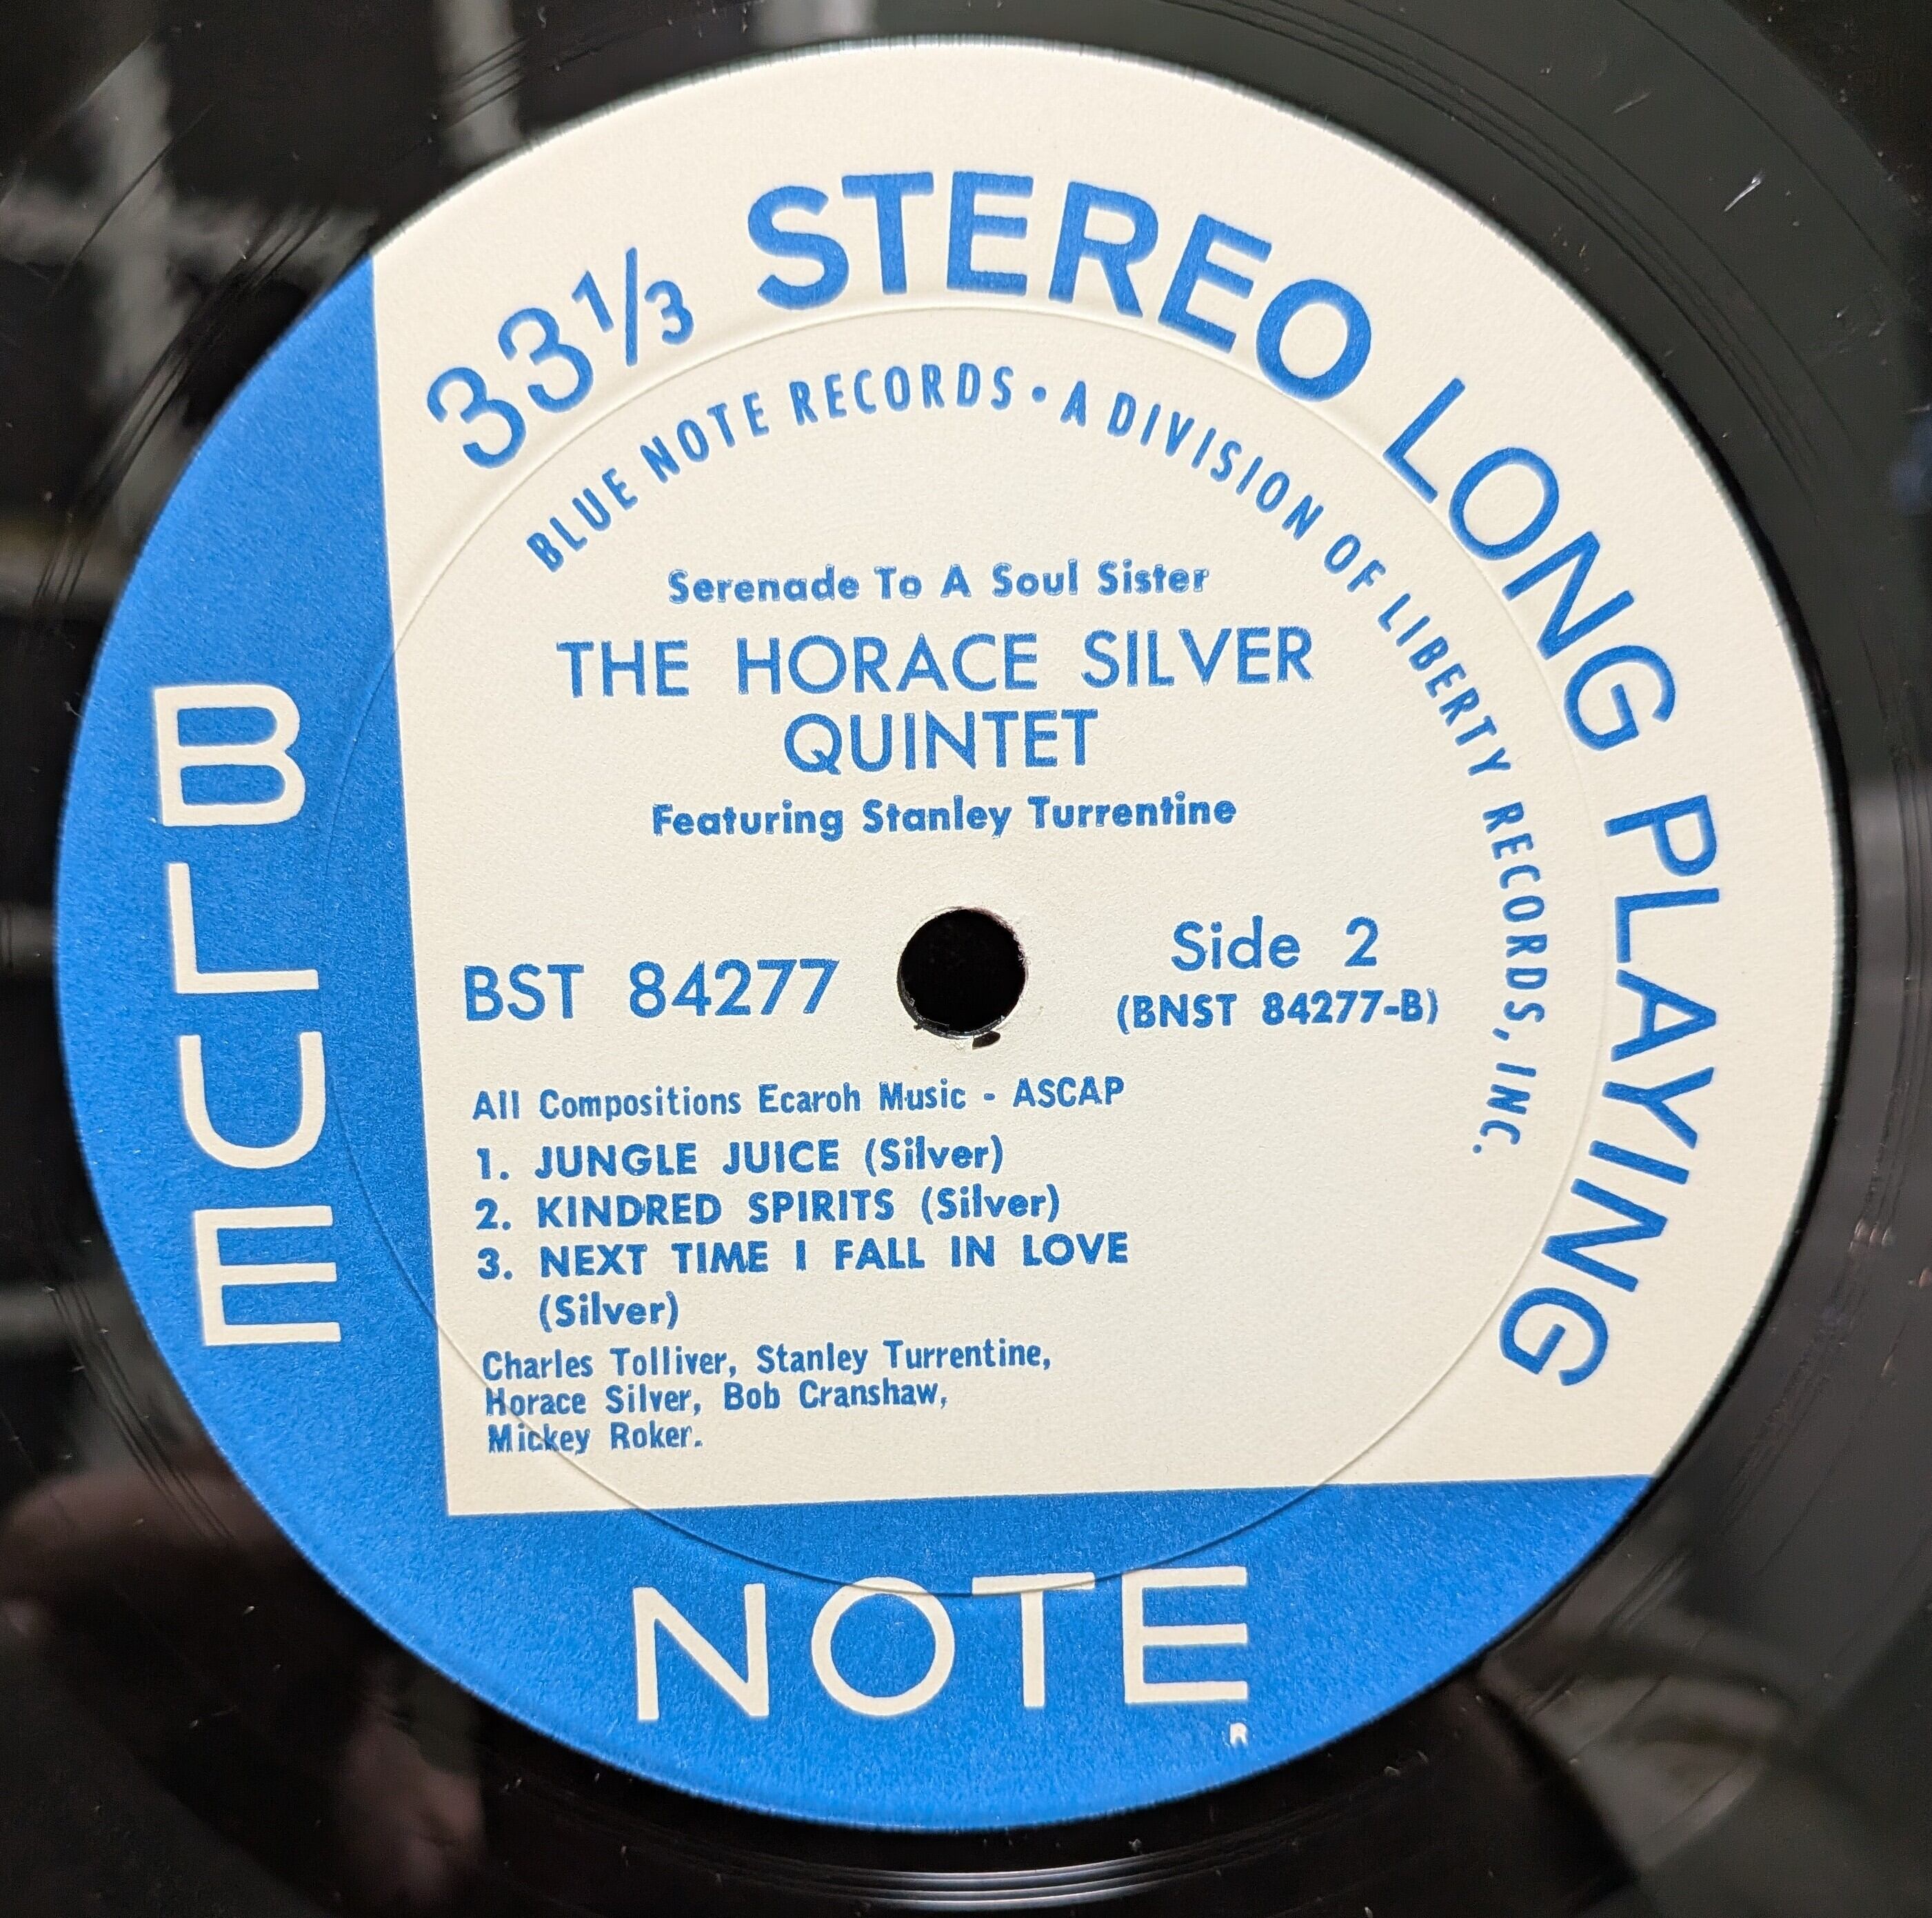 33⅓ STEREO LONG PLAYING
BLUE NOTE RECORDS • A DIVISION OF LIBERTY RECORDS, INC.
Serenade To A Soul Sister
THE HORACE SILVER
QUINTET
Featuring Stanley Turrentine
BST 84277
Side 2
(BNST 84277-B)
All Compositions Ecaroh Music - ASCAP
1. JUNGLE JUICE (Silver)
2. KINDRED SPIRITS (Silver)
3. NEXT TIME I FALL IN LOVE
(Silver)
Charles Tolliver, Stanley Turrentine,
Horace Silver, Bob Cranshaw,
Mickey Roker.
BLUE
NOTE
R